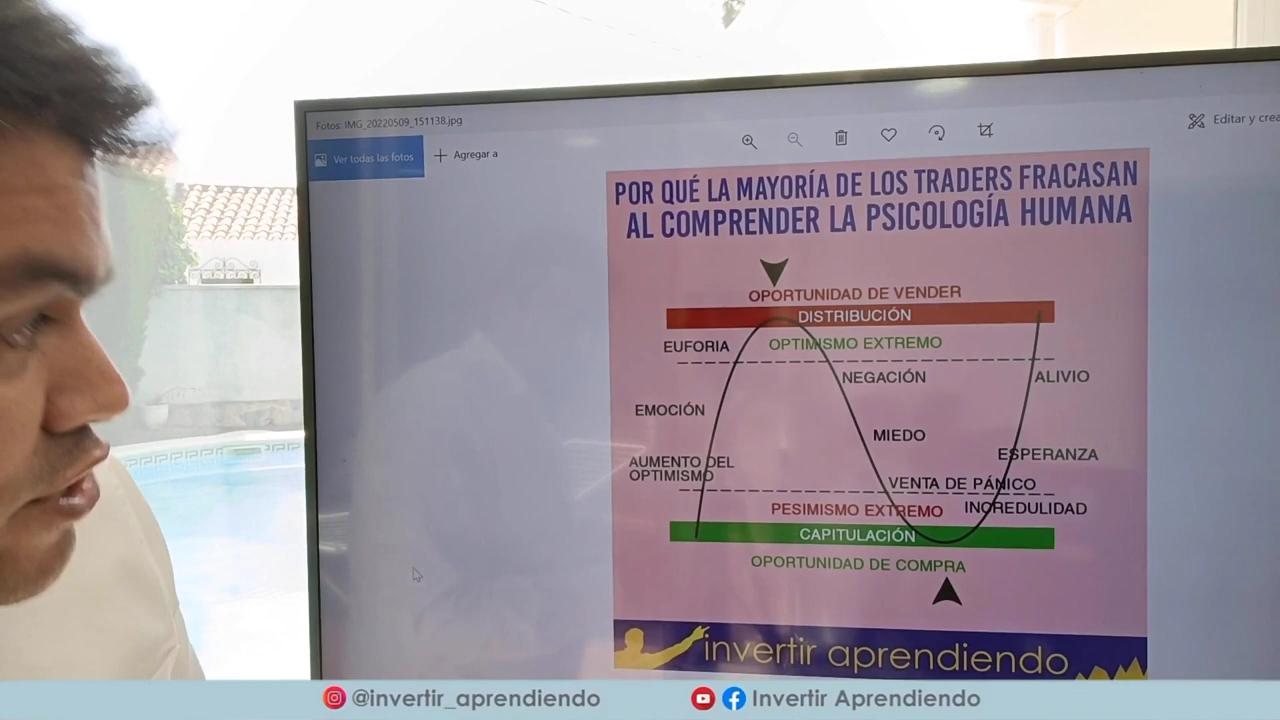 Fotos: IMG_20220509_151138.jpg
Ver todas las fotos
Agregar a
Editar y crea
POR QUÉ LA MAYORÍA DE LOS TRADERS FRACASAN
AL COMPRENDER LA PSICOLOGÍA HUMANA
OPORTUNIDAD DE VENDER
DISTRIBUCIÓN
EUFORIA
OPTIMISMO EXTREMO
NEGACIÓN
ALIVIO
EMOCIÓN
MIEDO
ESPERANZA
AUMENTO DEL
OPTIMISMO
VENTA DE PÁNICO
PESIMISMO EXTREMO
INCREDULIDAD
CAPITULACIÓN
OPORTUNIDAD DE COMPRA
invertir aprendiendo
@invertir_aprendiendo
Invertir Aprendiendo